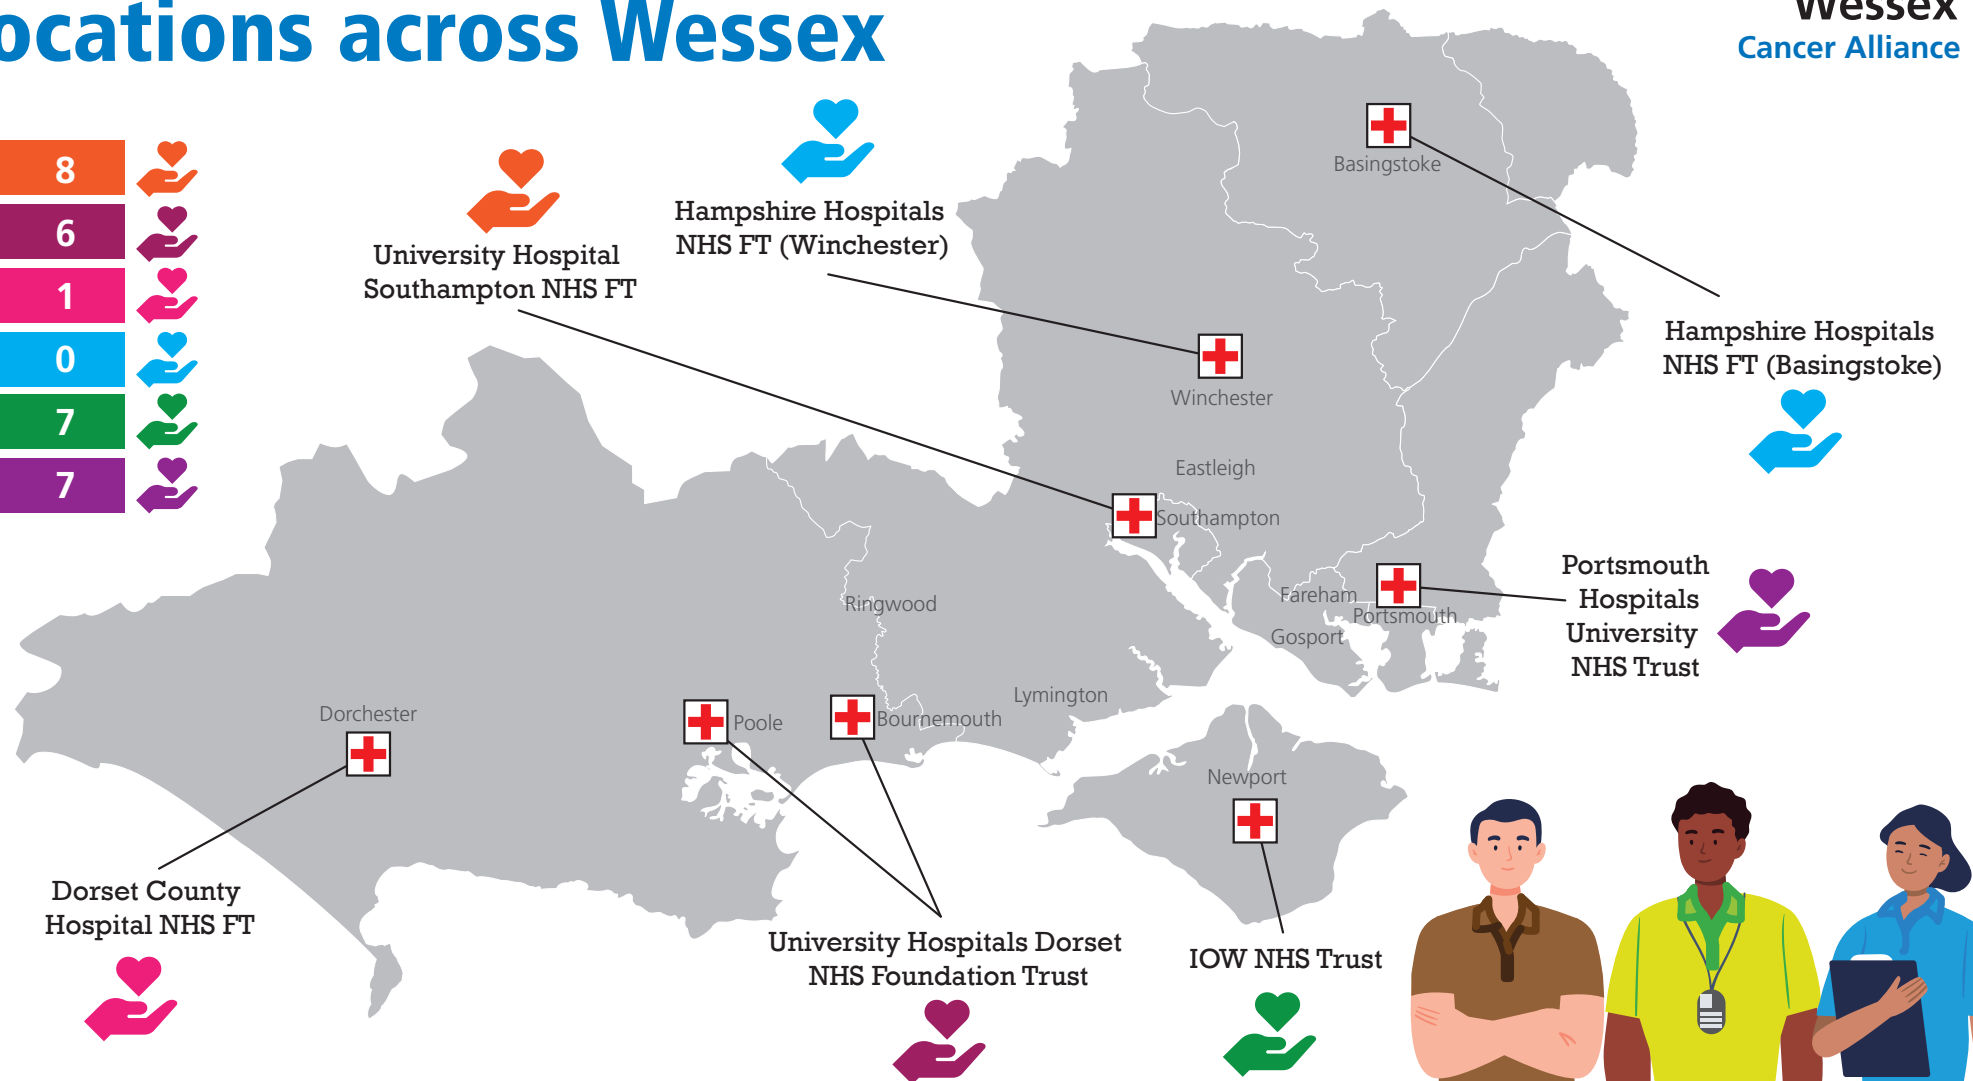 ocations across Wessex
Wessex
Cancer Alliance
8
6
1
0
7
7
University Hospital
Southampton NHS FT
Hampshire Hospitals
NHS FT (Winchester)
Basingstoke
Hampshire Hospitals
NHS FT (Basingstoke)
Winchester
Eastleigh
Southampton
Portsmouth
Hospitals
University
NHS Trust
Fareham
Portsmouth
Gosport
Ringwood
Lymington
Dorchester
Poole
Bournemouth
Newport
Dorset County
Hospital NHS FT
University Hospitals Dorset
NHS Foundation Trust
IOW NHS Trust